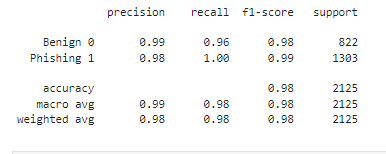 precision recall f1-score support
Benign 0 0.99 0.96 0.98 822
Phishing 1 0.98 1.00 0.99 1303
accuracy 0.98 2125
macro avg 0.99 0.98 0.98 2125
weighted avg 0.98 0.98 0.98 2125